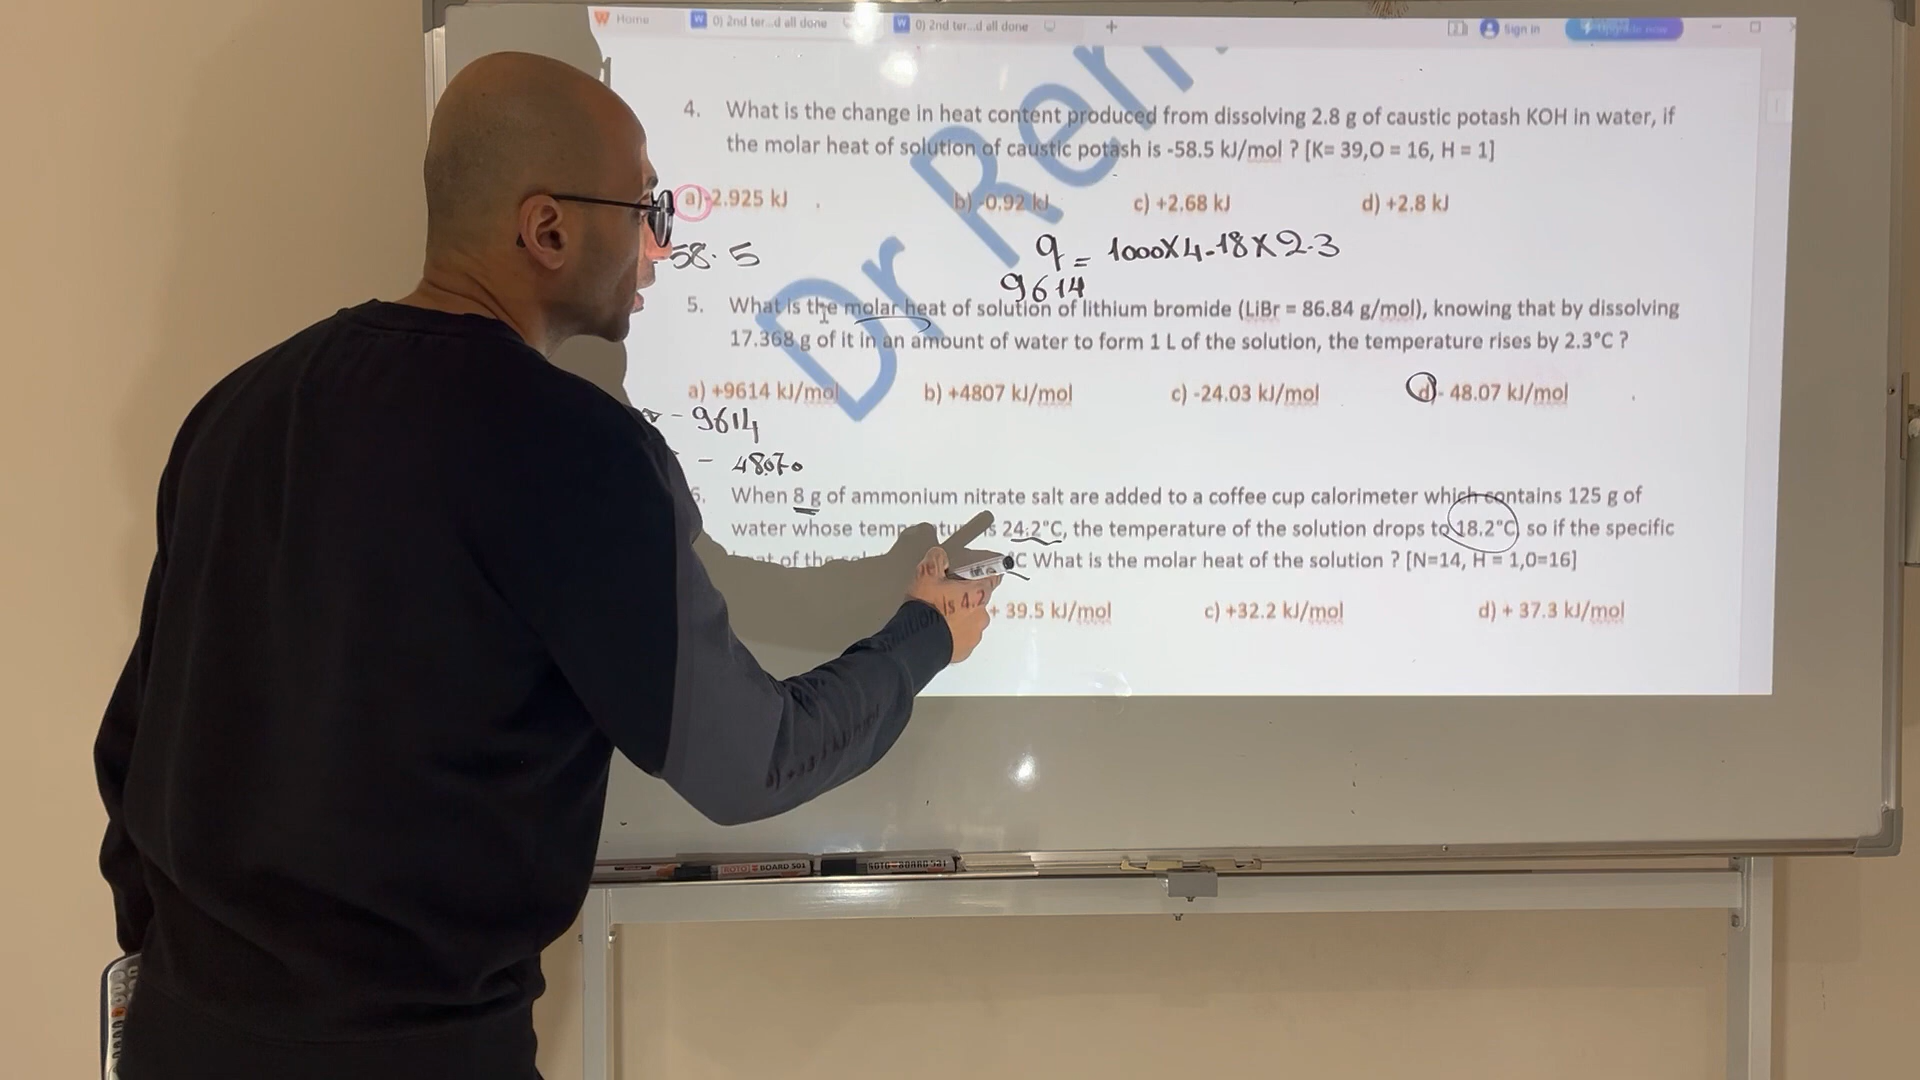 Home
0) 2nd ter...d all done
0) 2nd ter...d all done
Sign in
Upgrade now
4. What is the change in heat content produced from dissolving 2.8 g of caustic potash KOH in water, if
the molar heat of solution of caustic potash is -58.5 kJ/mol ? [K= 39,O = 16, H = 1]
a)-2.925 kJ b) -0.92 kJ c) +2.68 kJ d) +2.8 kJ
58.5
q = 1000x4.18x2.3
9614
5. What is the molar heat of solution of lithium bromide (LiBr = 86.84 g/mol), knowing that by dissolving
17.368 g of it in an amount of water to form 1 L of the solution, the temperature rises by 2.3°C ?
a) +9614 kJ/mol b) +4807 kJ/mol c) -24.03 kJ/mol d)- 48.07 kJ/mol
- 9614
- 48070
6. When 8 g of ammonium nitrate salt are added to a coffee cup calorimeter which contains 125 g of
water whose is 24.2°C, the temperature of the solution drops to 18.2°C, so if the specific
of the is 4.2 °C What is the molar heat of the solution ? [N=14, H = 1,0=16]
+ 39.5 kJ/mol c) +32.2 kJ/mol d) + 37.3 kJ/mol
Dr
BOARD 501